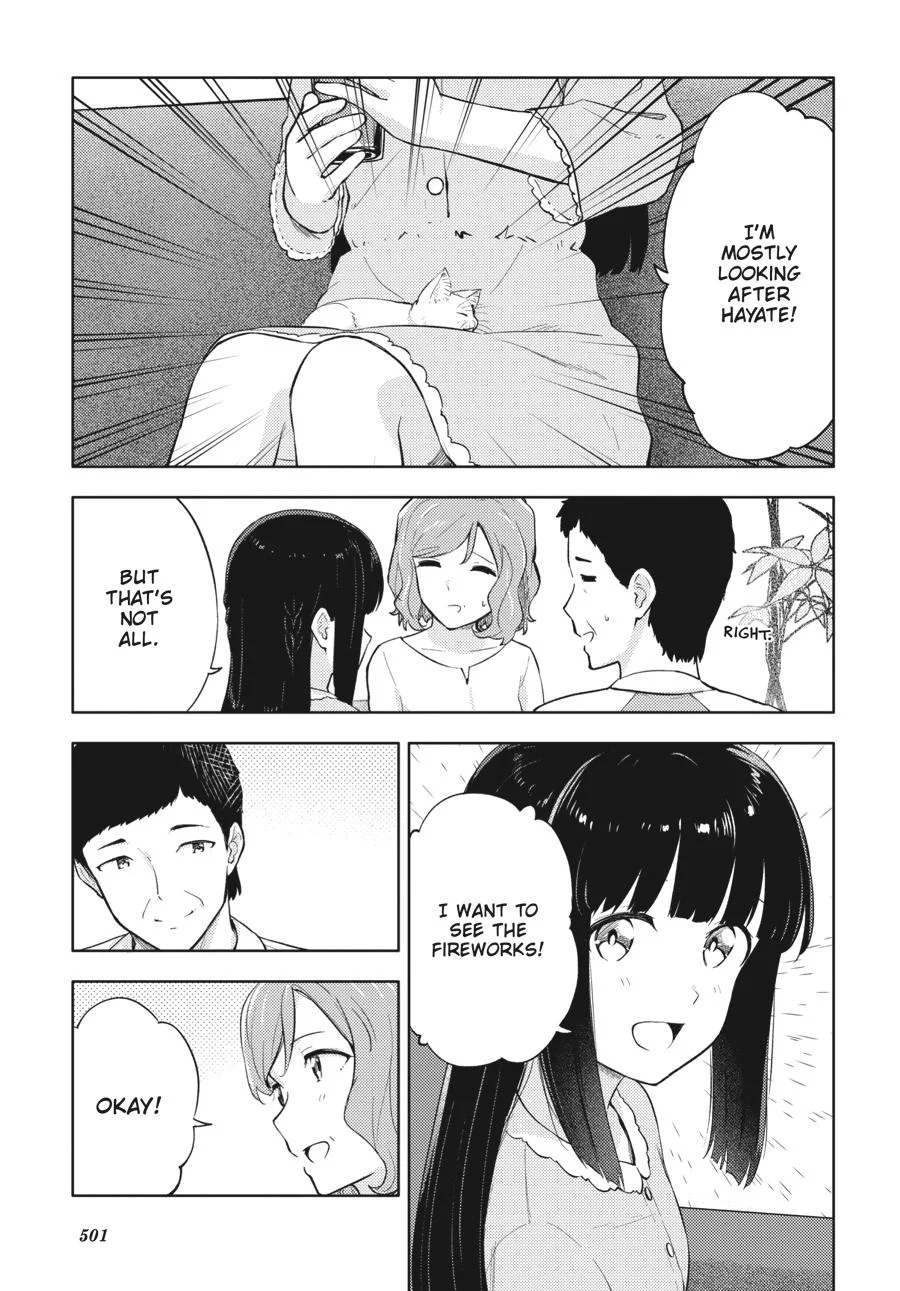 I'M
MOSTLY
LOOKING
AFTER
HAYATE!
BUT
THAT'S
NOT
ALL.
RIGHT.
I WANT TO
SEE THE
FIREWORKS!
OKAY!
501